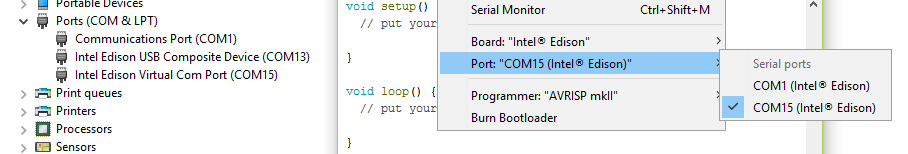 Portable Devices
Ports (COM & LPT)
Communications Port (COM1)
Intel Edison USB Composite Device (COM13)
Intel Edison Virtual Com Port (COM15)
Print queues
Printers
Processors
Sensors
void setup()
// put your
}
void loop() {
// put your
}
Serial Monitor Ctrl+Shift+M
Board: "Intel® Edison"
Port: "COM15 (Intel® Edison)"
Programmer: "AVRISP mkII"
Burn Bootloader
Serial ports
COM1 (Intel® Edison)
COM15 (Intel® Edison)